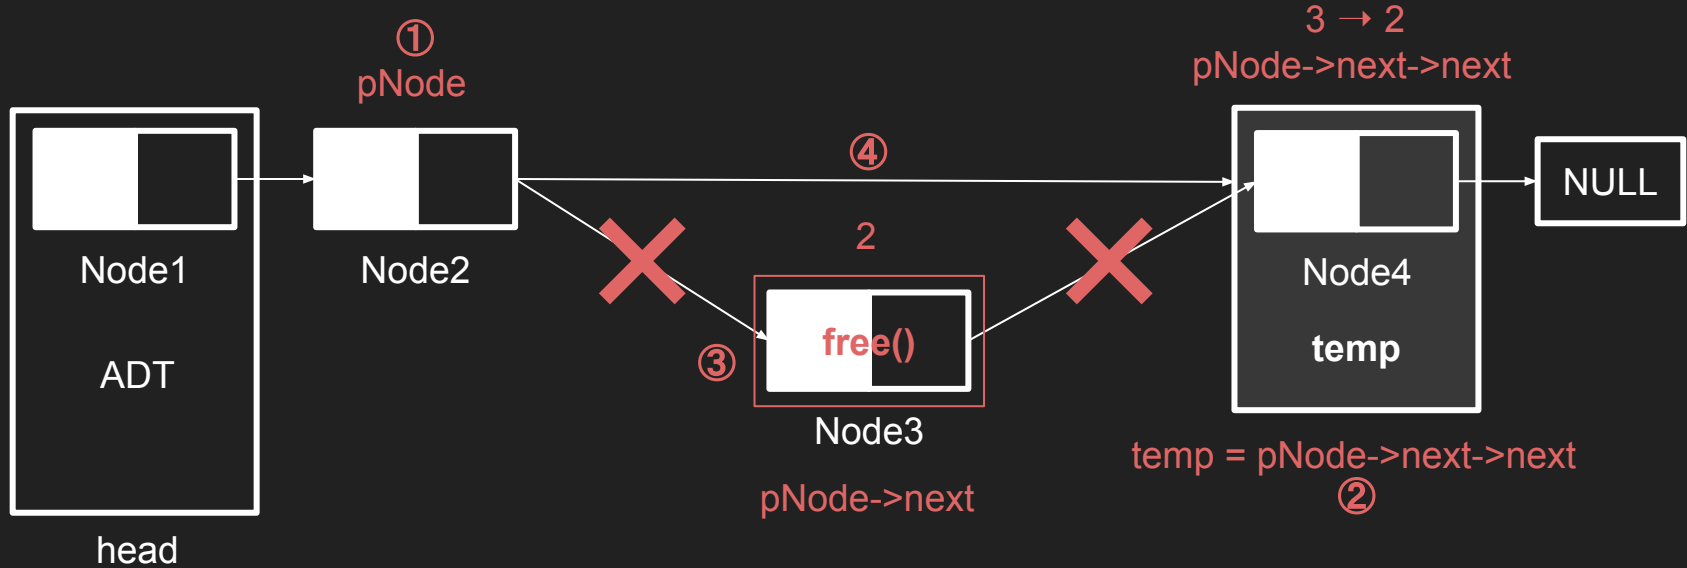 ①
pNode
3 → 2
pNode->next->next
④
NULL
Node1
Node2
2
Node4
ADT
③
free()
temp
Node3
temp = pNode->next->next
②
pNode->next
head